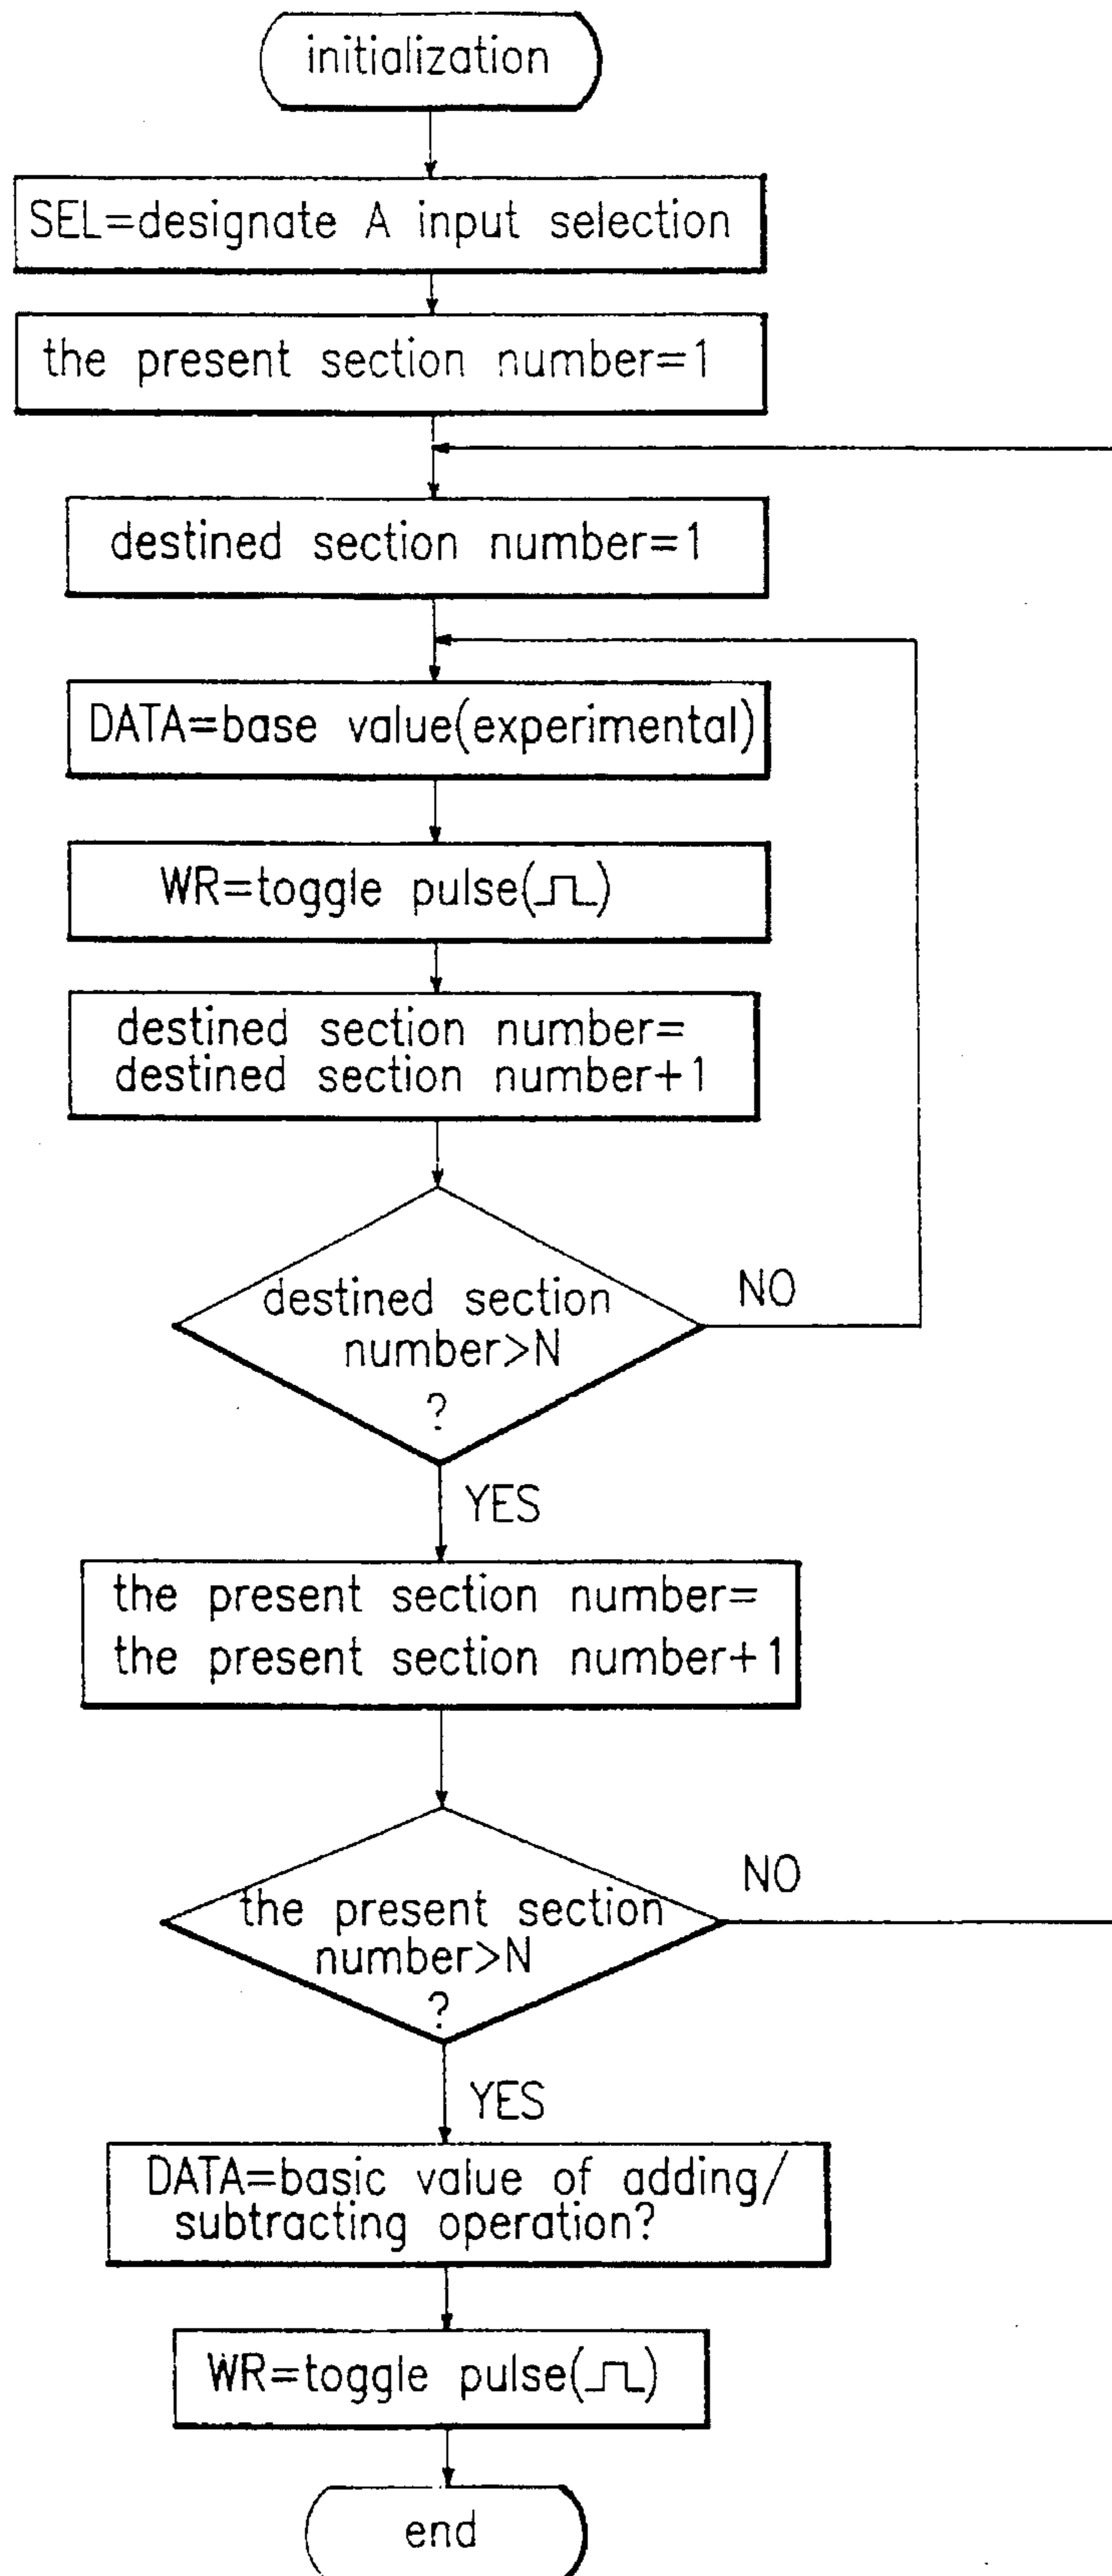 initialization
SEL=designate A input selection
the present section number=1
destined section number=1
DATA=base value(experimental)
WR=toggle pulse(⎍)
destined section number=
destined section number+1
destined section
number>N
?
NO
YES
the present section number=
the present section number+1
the present section
number>N
?
NO
YES
DATA=basic value of adding/
subtracting operation?
WR=toggle pulse(⎍)
end